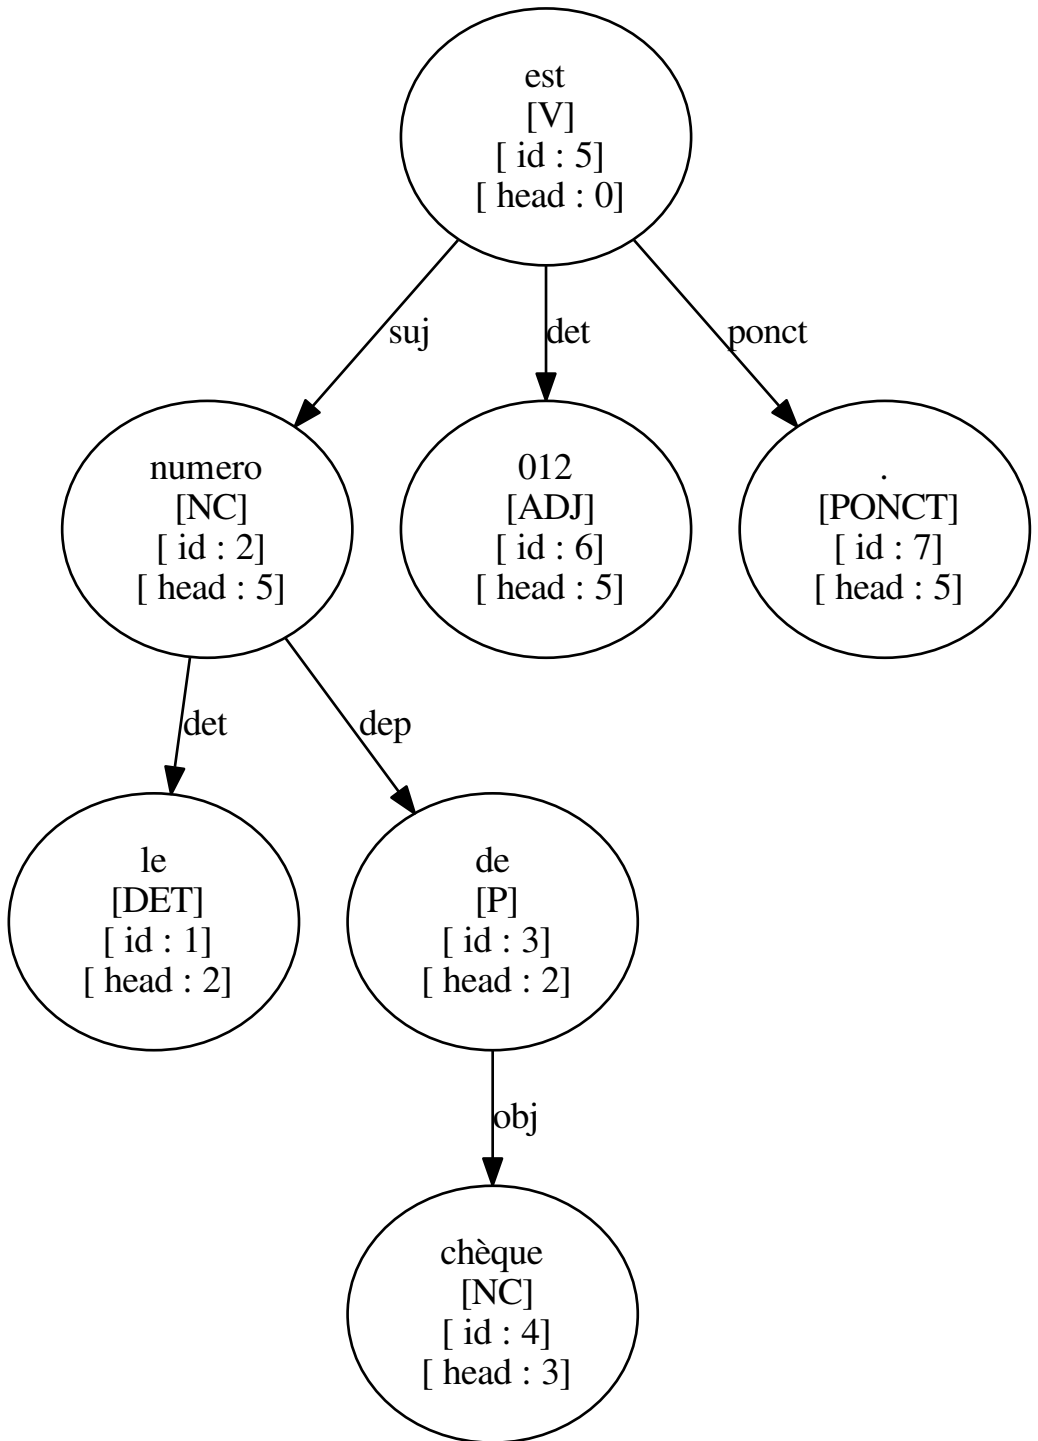 est
[V]
[ id : 5]
[ head : 0]
suj
det
ponct
numero
[NC]
[ id : 2]
[ head : 5]
012
[ADJ]
[ id : 6]
[ head : 5]
.
[PONCT]
[ id : 7]
[ head : 5]
det
dep
le
[DET]
[ id : 1]
[ head : 2]
de
[P]
[ id : 3]
[ head : 2]
obj
chèque
[NC]
[ id : 4]
[ head : 3]